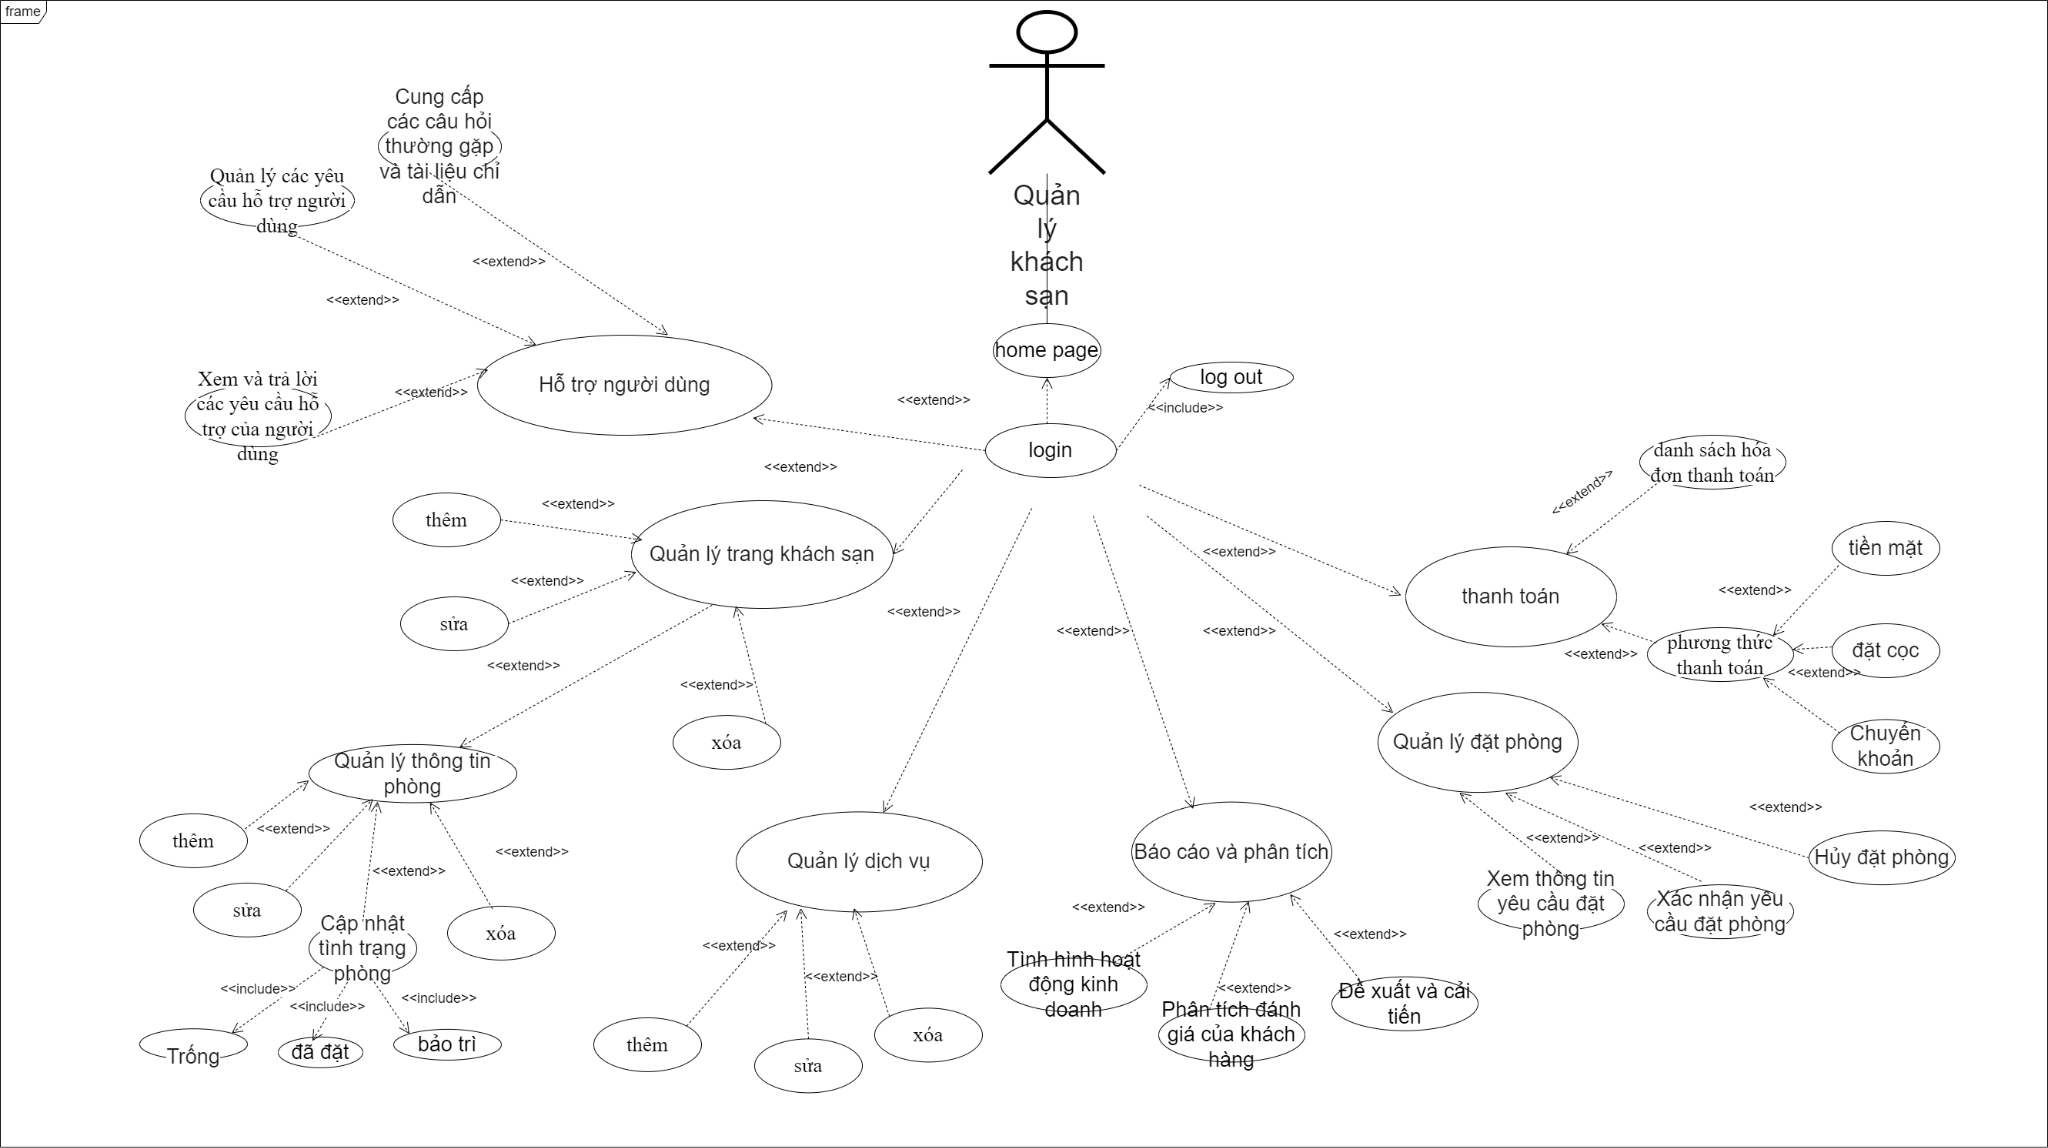 frame
Cung cấp
các câu hỏi
thường gặp
và tài liệu chỉ
dẫn
Quản lý các yêu
cầu hỗ trợ người
dùng
Quản
lý
khách
sạn
<<extend>>
<<extend>>
home page
log out
Hỗ trợ người dùng
Xem và trả lời
các yêu cầu hỗ
trợ của người
dùng
<<extend>>
<<extend>>
<<include>>
login
danh sách hóa
đơn thanh toán
<<extend>>
<<extend>>
<<extend>>
thêm
Quản lý trang khách sạn
<<extend>>
tiền mặt
<<extend>>
sửa
<<extend>>
thanh toán
<<extend>>
<<extend>>
<<extend>>
<<extend>>
phương thức
thanh toán
đặt cọc
<<extend>>
<<extend>>
<<extend>>
<<extend>>
xóa
Quản lý đặt phòng
Chuyển
khoản
Quản lý thông tin
phòng
<<extend>>
thêm
<<extend>>
<<extend>>
<<extend>>
<<extend>>
Quản lý dịch vụ
Báo cáo và phân tích
Hủy đặt phòng
<<extend>>
Xem thông tin
yêu cầu đặt
phòng
Xác nhận yêu
cầu đặt phòng
sửa
<<extend>>
Cập nhật
tình trạng
phòng
xóa
<<extend>>
<<extend>>
Tình hình hoạt
động kinh
doanh
<<extend>>
<<include>>
<<include>>
<<include>>
<<extend>>
Đề xuất và cải
tiến
Phân tích đánh
giá của khách
hàng
Trống
đã đặt
bảo trì
thêm
sửa
xóa